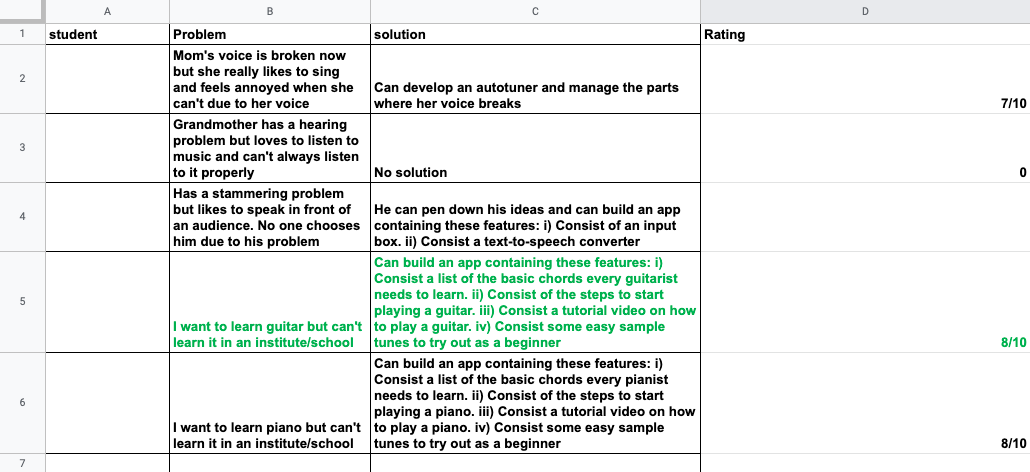 A B C D
1 student Problem solution Rating
2
Mom's voice is broken now
but she really likes to sing
and feels annoyed when she
can't due to her voice
Can develop an autotuner and manage the parts
where her voice breaks
7/10
3
Grandmother has a hearing
problem but loves to listen to
music and can't always listen
to it properly
No solution
0
4
Has a stammering problem
but likes to speak in front of
an audience. No one chooses
him due to his problem
He can pen down his ideas and can build an app
containing these features: i) Consist of an input
box. ii) Consist a text-to-speech converter
5
I want to learn guitar but can't
learn it in an institute/school
Can build an app containing these features: i)
Consist a list of the basic chords every guitarist
needs to learn. ii) Consist of the steps to start
playing a guitar. iii) Consist a tutorial video on how
to play a guitar. iv) Consist some easy sample
tunes to try out as a beginner
8/10
6
I want to learn piano but can't
learn it in an institute/school
Can build an app containing these features: i)
Consist a list of the basic chords every pianist
needs to learn. ii) Consist of the steps to start
playing a piano. iii) Consist a tutorial video on how
to play a piano. iv) Consist some easy sample
tunes to try out as a beginner
8/10
7